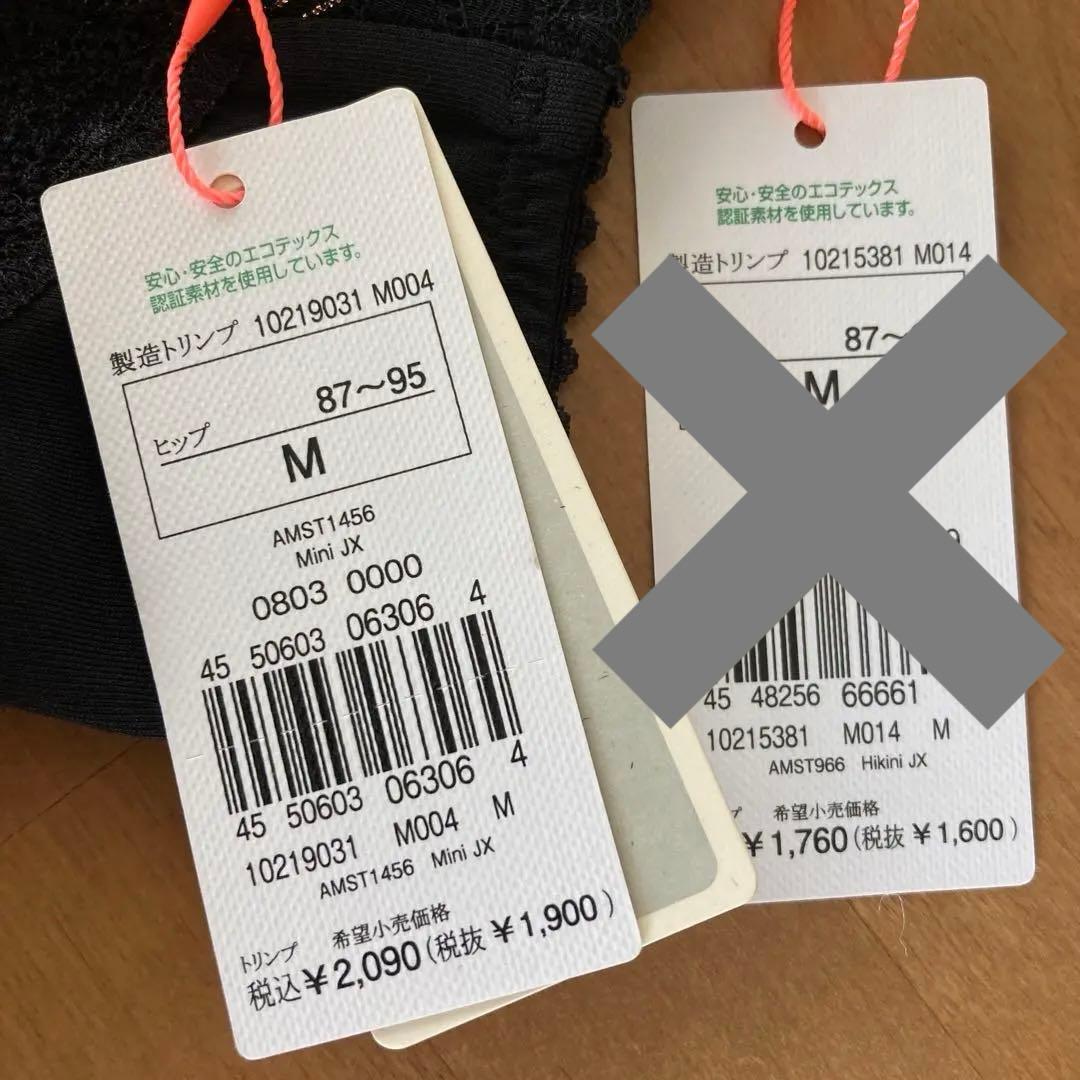 安心・安全のエコテックス
認証素材を使用しています。
製造トリンプ 10219031 M004
87～95
ヒップ
M
AMST1456
Mini JX
0803 0000
45 50603 06306 4
45 50603 06306 4
10219031 M004 M
AMST1456 Mini JX
トリンプ 希望小売価格
税込¥2,090(税抜 ¥1,900)
安心・安全のエコテックス
認証素材を使用しています。
製造トリンプ 10215381 M014
87～
M
45 48256 66661
10215381 M014 M
AMST966 Hikini JX
プ 希望小売価格
¥1,760(税抜 ¥1,600)